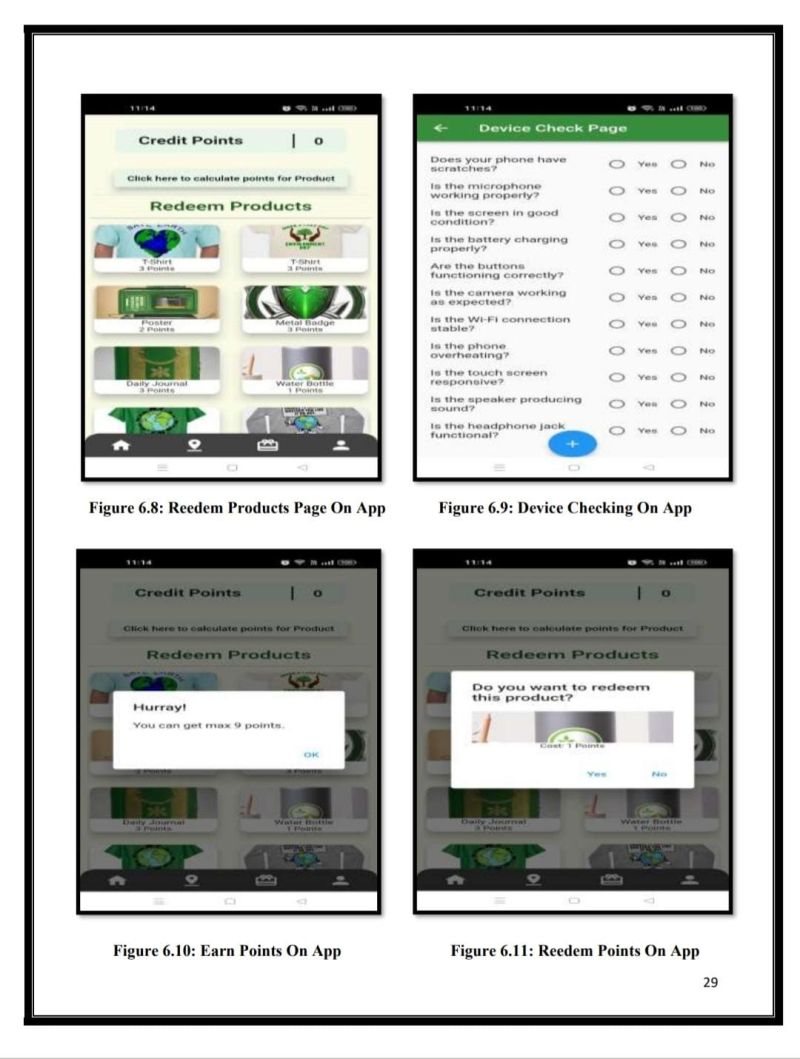 11:14
Credit Points | 0
Click here to calculate points for Product
Redeem Products
SAVE EARTH
ENVIRONMENT
DAY
T-Shirt
3 Points
T-Shirt
3 Points
Poster
2 Points
Metal Badge
3 Points
Daily Journal
3 Points
Water Bottle
1 Points
Figure 6.8: Reedem Products Page On App
11:14
Device Check Page
Does your phone have
scratches?
Yes No
Is the microphone
working properly?
Yes No
Is the screen in good
condition?
Yes No
Is the battery charging
properly?
Yes No
Are the buttons
functioning correctly?
Yes No
Is the camera working
as expected?
Yes No
Is the Wi-Fi connection
stable?
Yes No
Is the phone
overheating?
Yes No
Is the touch screen
responsive?
Yes No
Is the speaker producing
sound?
Yes No
Is the headphone jack
functional?
Yes No
+
Figure 6.9: Device Checking On App
11:14
Credit Points | 0
Click here to calculate points for Product
Redeem Products
Hurray!
You can get max 9 points.
OK
2 Points
3 Points
Daily Journal
3 Points
Water Bottle
1 Points
Figure 6.10: Earn Points On App
11:14
Credit Points | 0
Click here to calculate points for Product
Redeem Products
Do you want to redeem
this product?
Cost: 1 Points
Yes No
Daily Journal
3 Points
Water Bottle
1 Points
Figure 6.11: Reedem Points On App
29